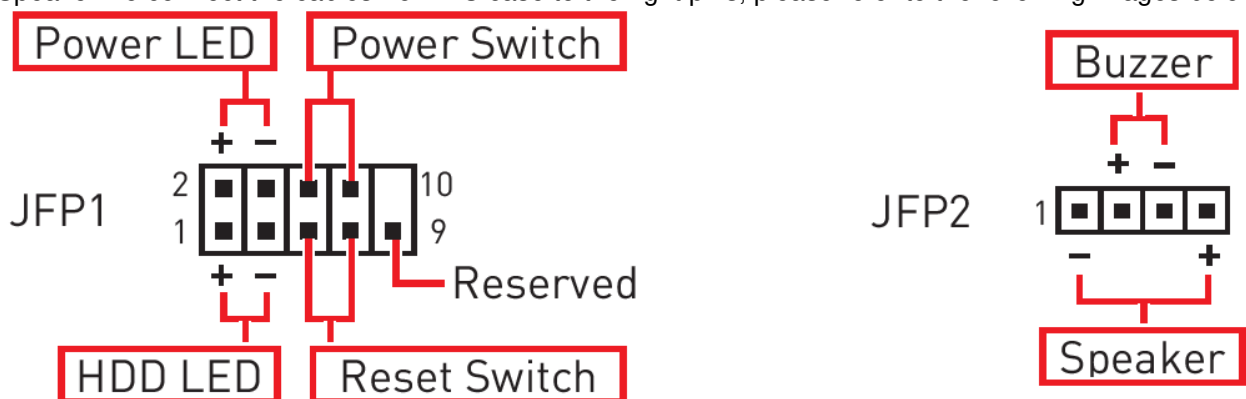 Power LED Power Switch
Buzzer
+ −
+ −
2 10
JFP1
1 9
JFP2
1
+ −
− +
Reserved
HDD LED Reset Switch
Speaker